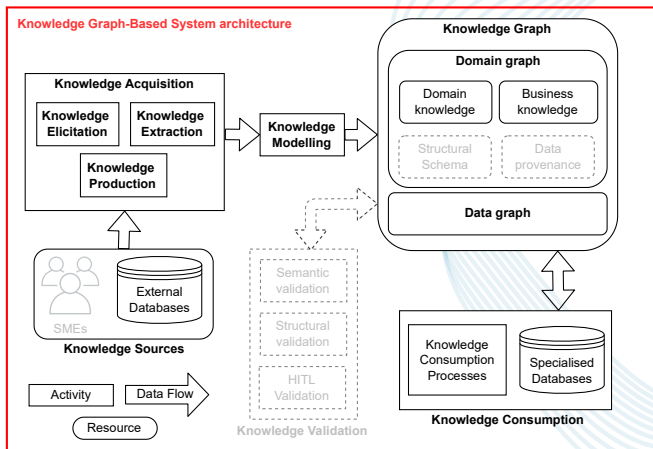 Knowledge Graph-Based System architecture
Knowledge Acquisition
Knowledge
Elicitation
Knowledge
Extraction
Knowledge
Production
Knowledge
Modelling
Knowledge Graph
Domain graph
Domain
knowledge
Business
knowledge
Structural
Schema
Data
provenance
Data graph
SMEs
External
Databases
Knowledge Sources
Semantic
validation
Structural
validation
HITL
Validation
Knowledge Validation
Knowledge
Consumption
Processes
Specialised
Databases
Knowledge Consumption
Activity
Data Flow
Resource